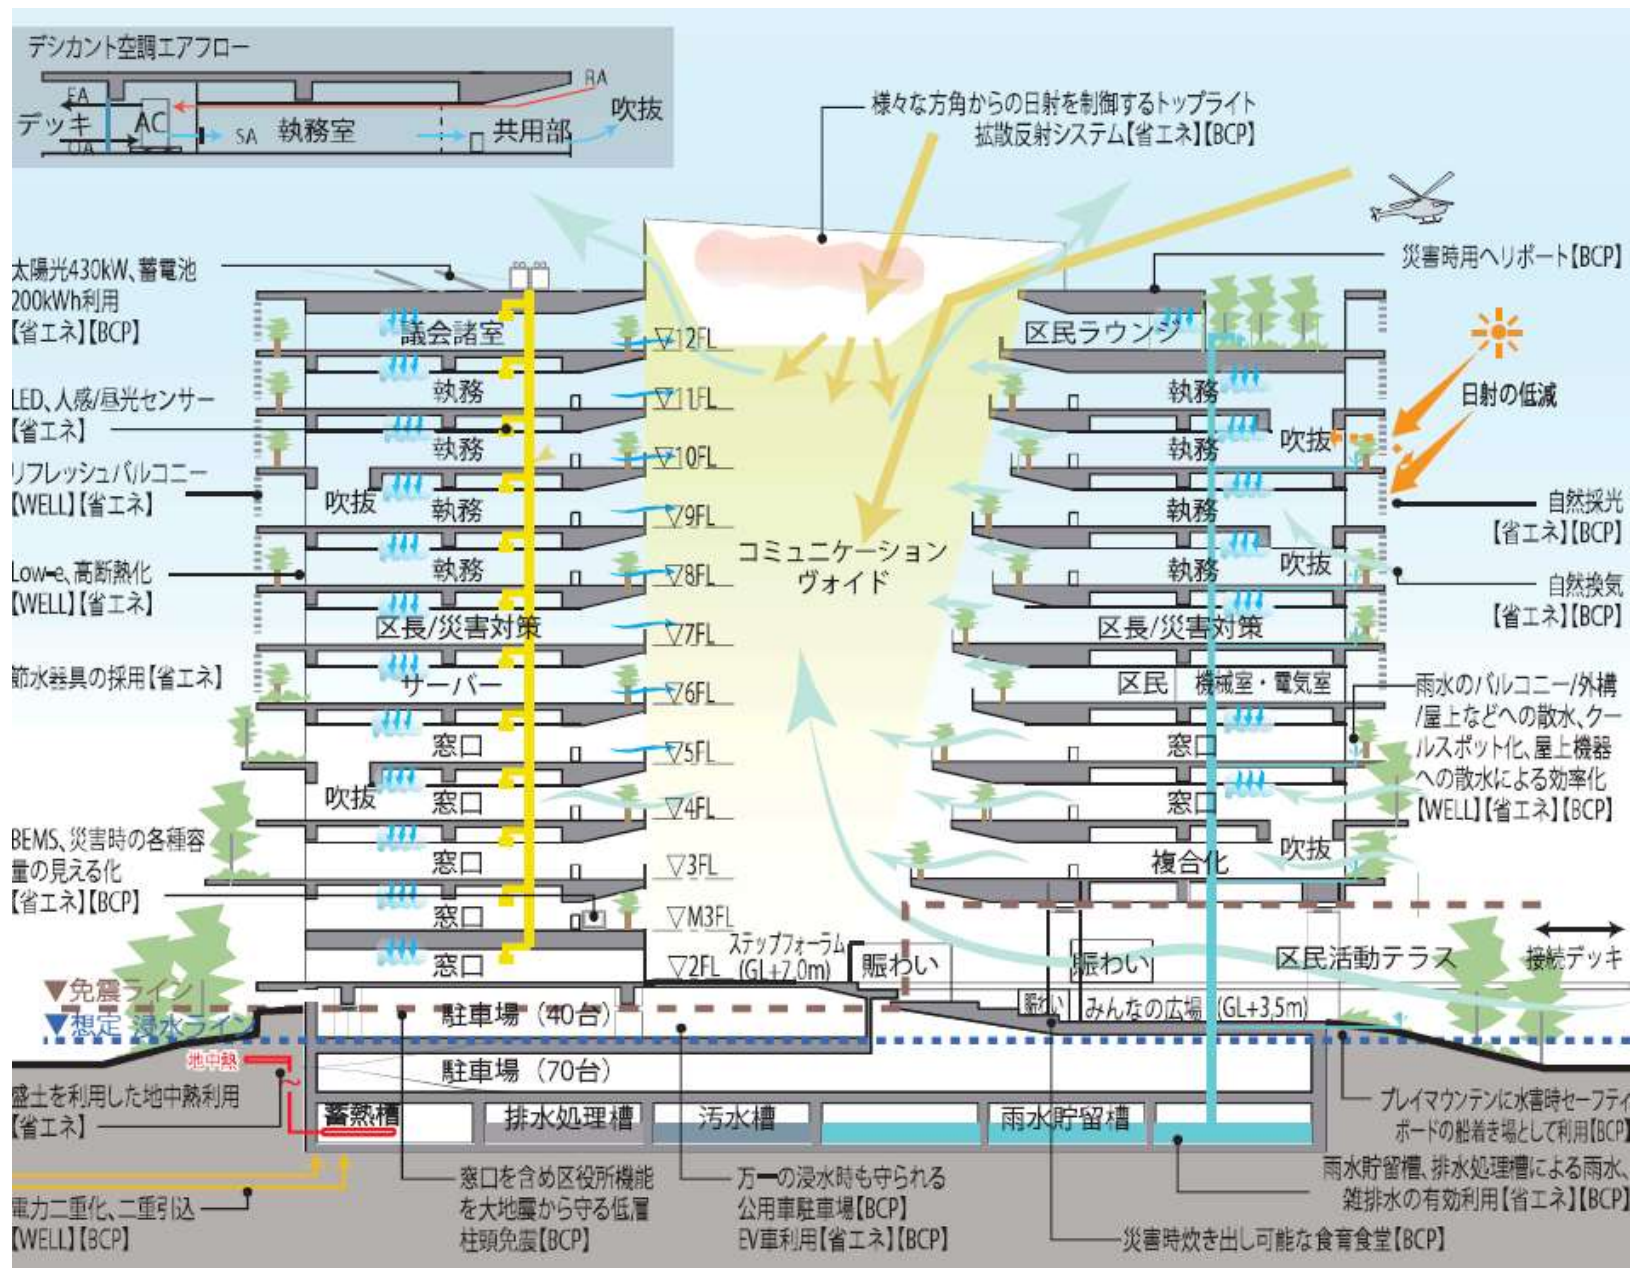 デシカント空調エアフロー
RA
EA
デッキ
AC
SA
執務室
共用部
吹抜
OA
様々な方角からの日射を制御するトップライト
拡散反射システム【省エネ】【BCP】
災害時用ヘリポート【BCP】
太陽光430kW、蓄電池
200kWh利用
【省エネ】【BCP】
LED、人感/昼光センサー
【省エネ】
リフレッシュバルコニー
【WELL】【省エネ】
Low-e、高断熱化
【WELL】【省エネ】
節水器具の採用【省エネ】
BEMS、災害時の各種容
量の見える化
【省エネ】【BCP】
議会諸室
執務
執務
吹抜
執務
執務
区長/災害対策
サーバー
窓口
吹抜
窓口
窓口
窓口
窓口
▽12FL
▽11FL
▽10FL
▽9FL
▽8FL
▽7FL
▽6FL
▽5FL
▽4FL
▽3FL
▽M3FL
▽2FL
コミュニケーション
ヴォイド
区民ラウンジ
執務
執務
吹抜
執務
執務
吹抜
区長/災害対策
区民
機械室・電気室
窓口
窓口
複合化
吹抜
日射の低減
自然採光
【省エネ】【BCP】
自然換気
【省エネ】【BCP】
雨水のバルコニー/外構
/屋上などへの散水、クー
ルスポット化、屋上機器
への散水による効率化
【WELL】【省エネ】【BCP】
ステップフォーラム
(GL+7.0m)
賑わい
賑わい
区民活動テラス
接続デッキ
賑わい
みんなの広場 (GL+3.5m)
▼免震ライン
▼想定 浸水ライン
駐車場（40台）
駐車場（70台）
地中熱
盛土を利用した地中熱利用
【省エネ】
蓄熱槽
排水処理槽
汚水槽
雨水貯留槽
プレイマウンテンに水害時セーフティ
ボードの船着き場として利用【BCP】
電力二重化、二重引込
【WELL】【BCP】
窓口を含め区役所機能
を大地震から守る低層
柱頭免震【BCP】
万一の浸水時も守られる
公用車駐車場【BCP】
EV車利用【省エネ】【BCP】
雨水貯留槽、排水処理槽による雨水、
雑排水の有効利用【省エネ】【BCP】
災害時炊き出し可能な食育食堂【BCP】